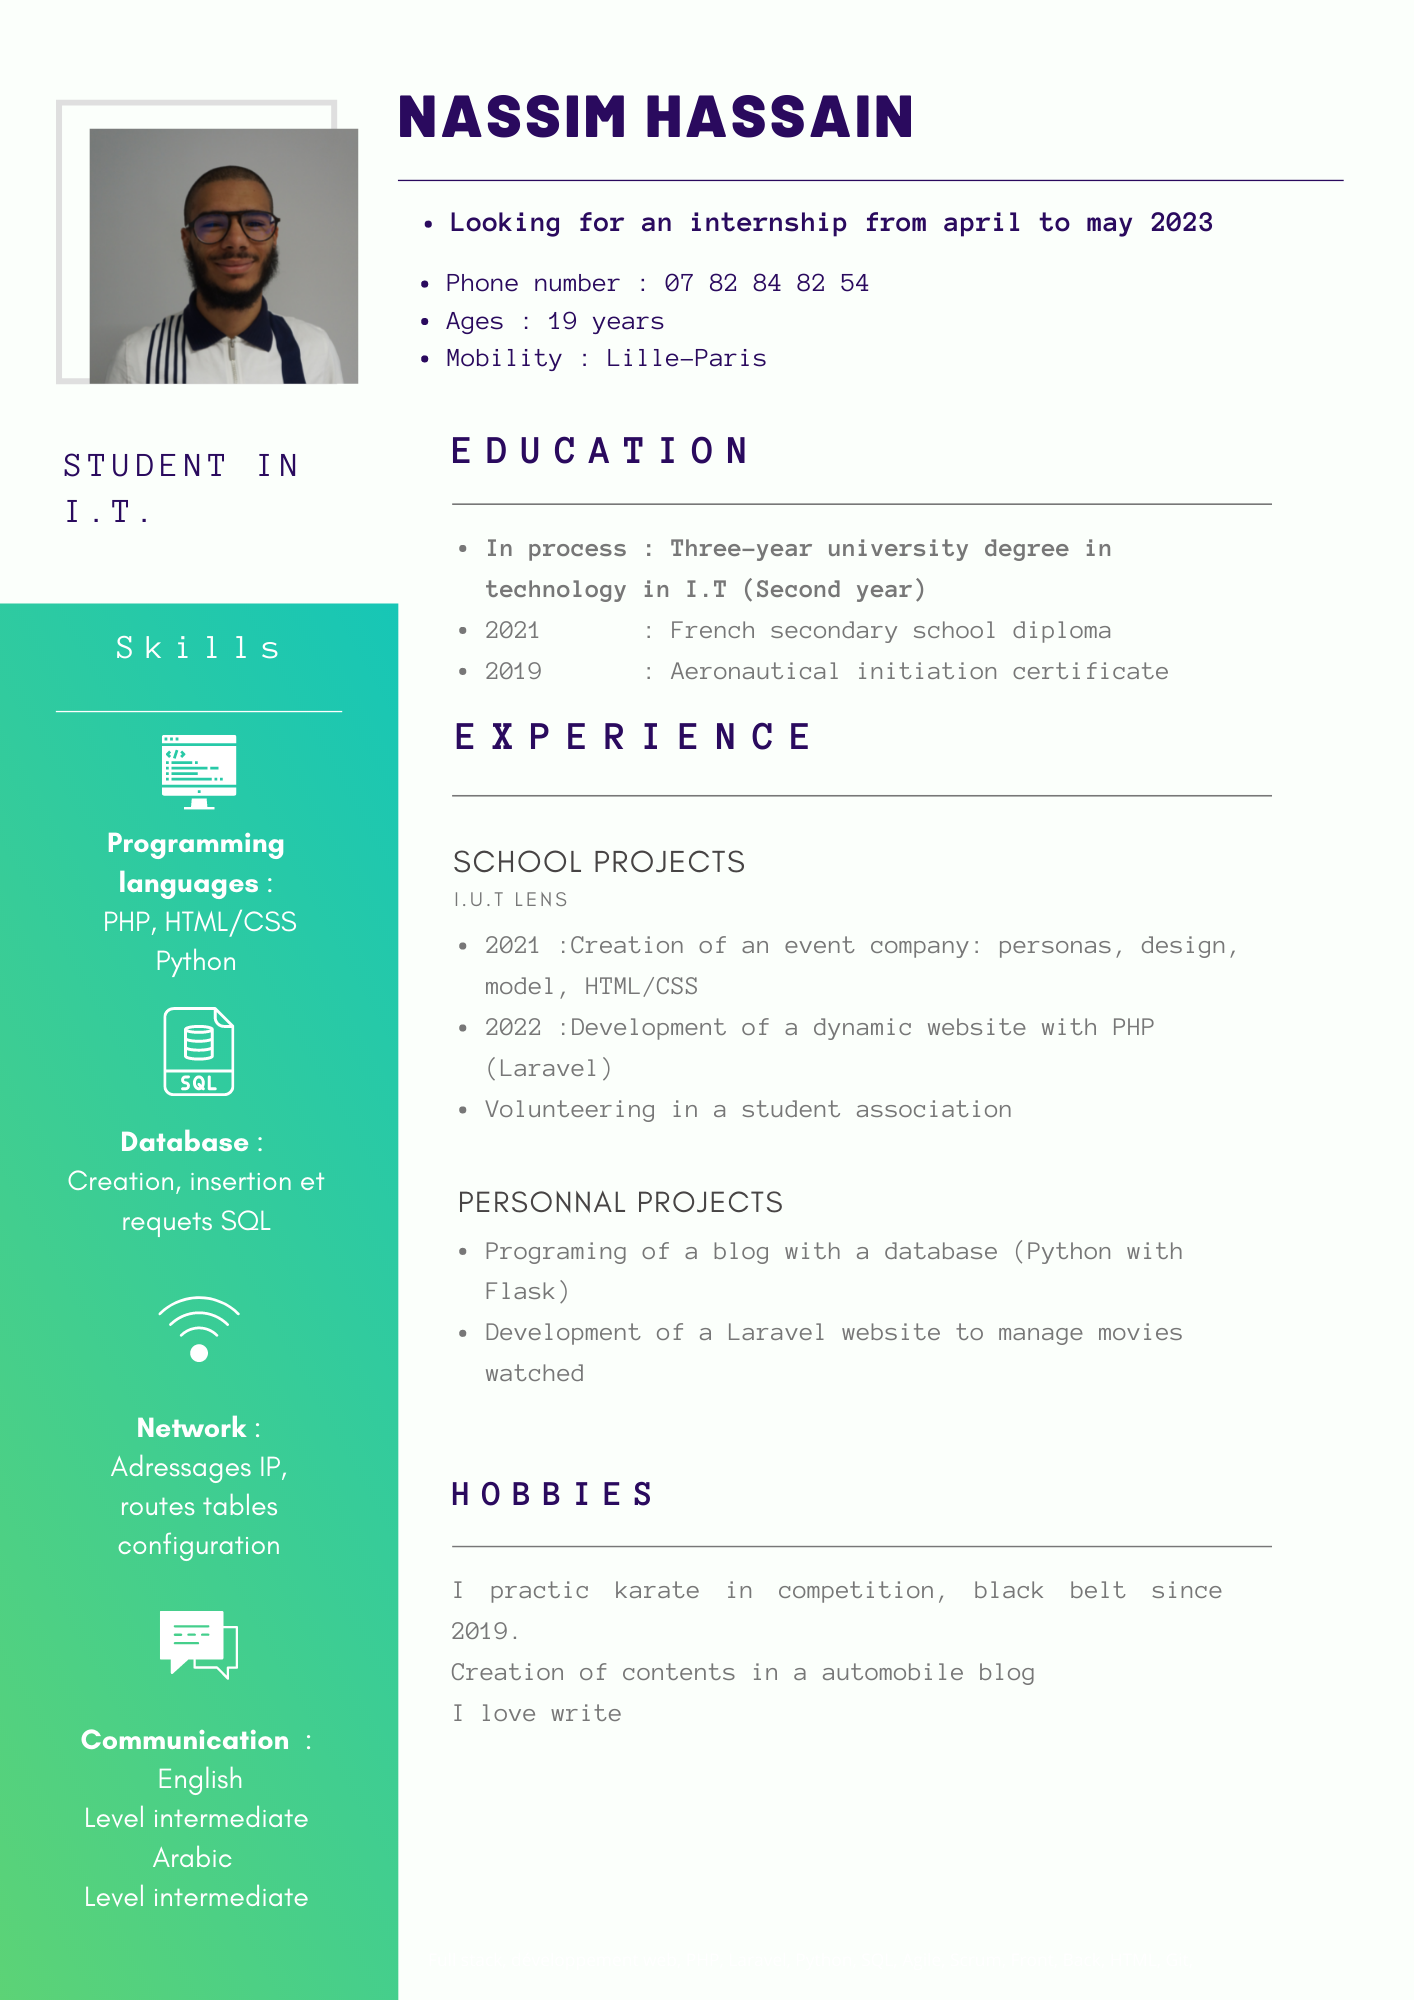 NASSIM HASSAIN
Looking for an internship from april to may 2023
Phone number : 07 82 84 82 54
Ages : 19 years
Mobility : Lille-Paris
STUDENT IN
I.T.
Skills
Programming
languages :
PHP, HTML/CSS
Python
SQL
Database :
Creation, insertion et
requets SQL
Network :
Adressages IP,
routes tables
configuration
Communication :
English
Level intermediate
Arabic
Level intermediate
EDUCATION
In process : Three-year university degree in
technology in I.T (Second year)
2021 : French secondary school diploma
2019 : Aeronautical initiation certificate
EXPERIENCE
SCHOOL PROJECTS
I.U.T LENS
2021 :Creation of an event company: personas, design,
model, HTML/CSS
2022 :Development of a dynamic website with PHP
(Laravel)
Volunteering in a student association
PERSONNAL PROJECTS
Programing of a blog with a database (Python with
Flask)
Development of a Laravel website to manage movies
watched
HOBBIES
I practic karate in competition, black belt since
2019.
Creation of contents in a automobile blog
I love write